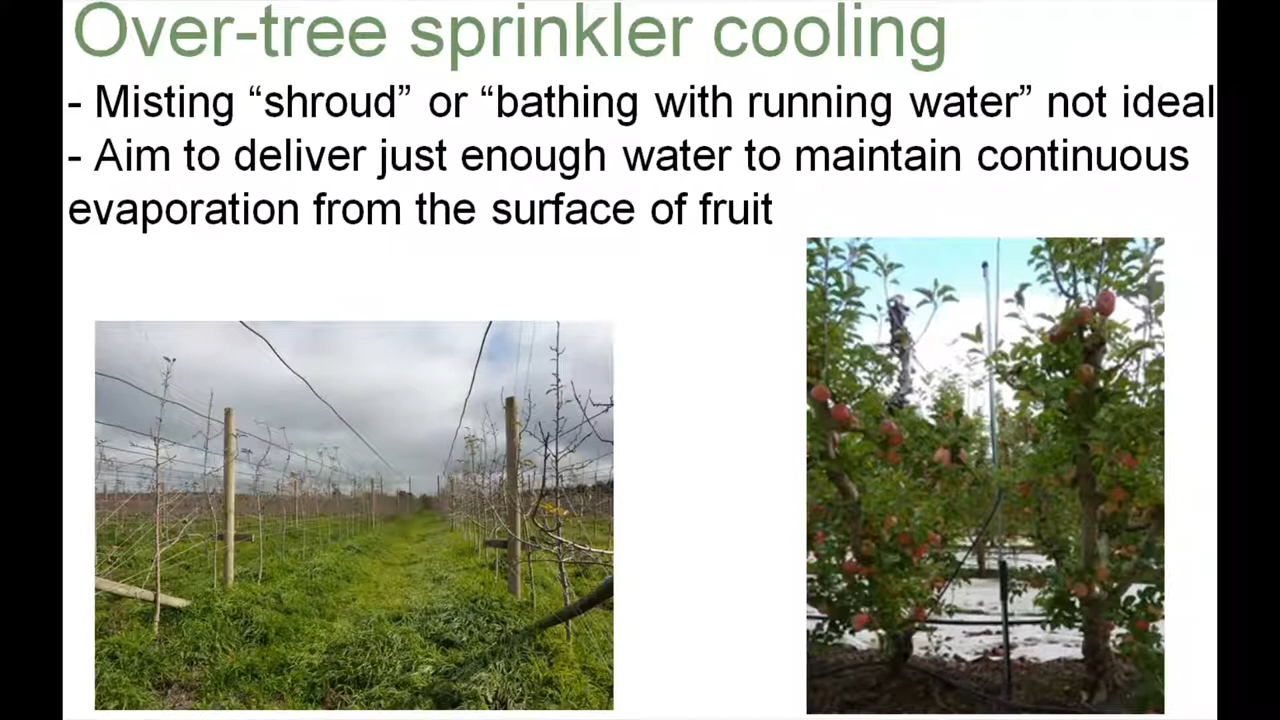 Over-tree sprinkler cooling
- Misting “shroud” or “bathing with running water” not ideal
- Aim to deliver just enough water to maintain continuous
evaporation from the surface of fruit